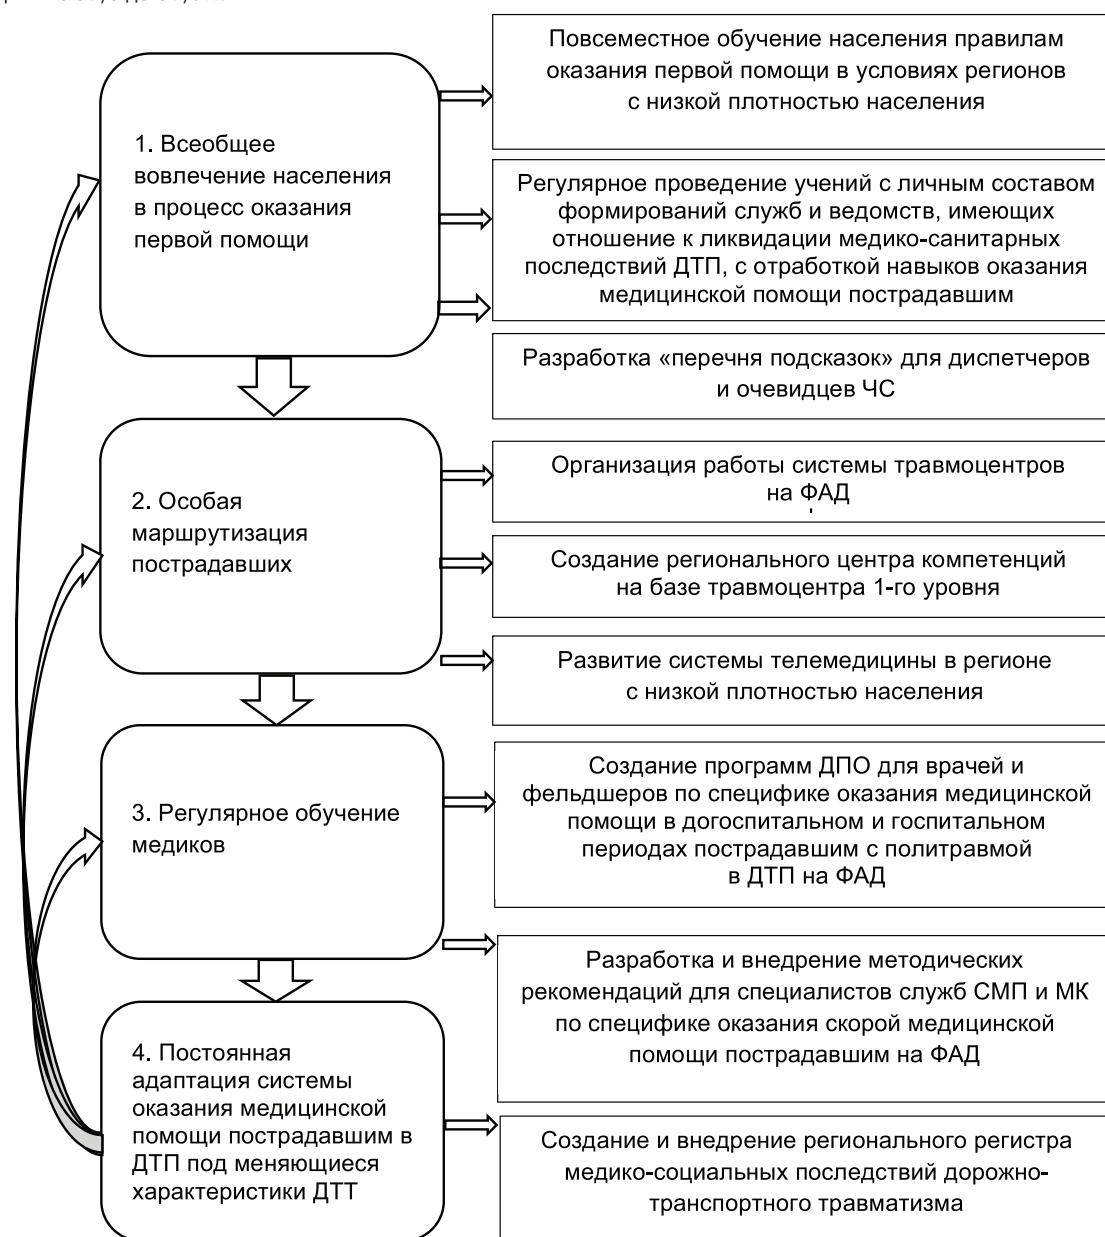 1. Всеобщее
вовлечение населения
в процесс оказания
первой помощи
Повсеместное обучение населения правилам
оказания первой помощи в условиях регионов
с низкой плотностью населения
Регулярное проведение учений с личным составом
формирований служб и ведомств, имеющих
отношение к ликвидации медико-санитарных
последствий ДТП, с отработкой навыков оказания
медицинской помощи пострадавшим
Разработка «перечня подсказок» для диспетчеров
и очевидцев ЧС
2. Особая
маршрутизация
пострадавших
Организация работы системы травмоцентров
на ФАД
Создание регионального центра компетенций
на базе травмоцентра 1-го уровня
Развитие системы телемедицины в регионе
с низкой плотностью населения
3. Регулярное обучение
медиков
Создание программ ДПО для врачей и
фельдшеров по специфике оказания медицинской
помощи в догоспитальном и госпитальном
периодах пострадавшим с политравмой
в ДТП на ФАД
Разработка и внедрение методических
рекомендаций для специалистов служб СМП и МК
по специфике оказания скорой медицинской
помощи пострадавшим на ФАД
4. Постоянная
адаптация системы
оказания медицинской
помощи пострадавшим в
ДТП под меняющиеся
характеристики ДТТ
Создание и внедрение регионального регистра
медико-социальных последствий дорожно-
транспортного травматизма